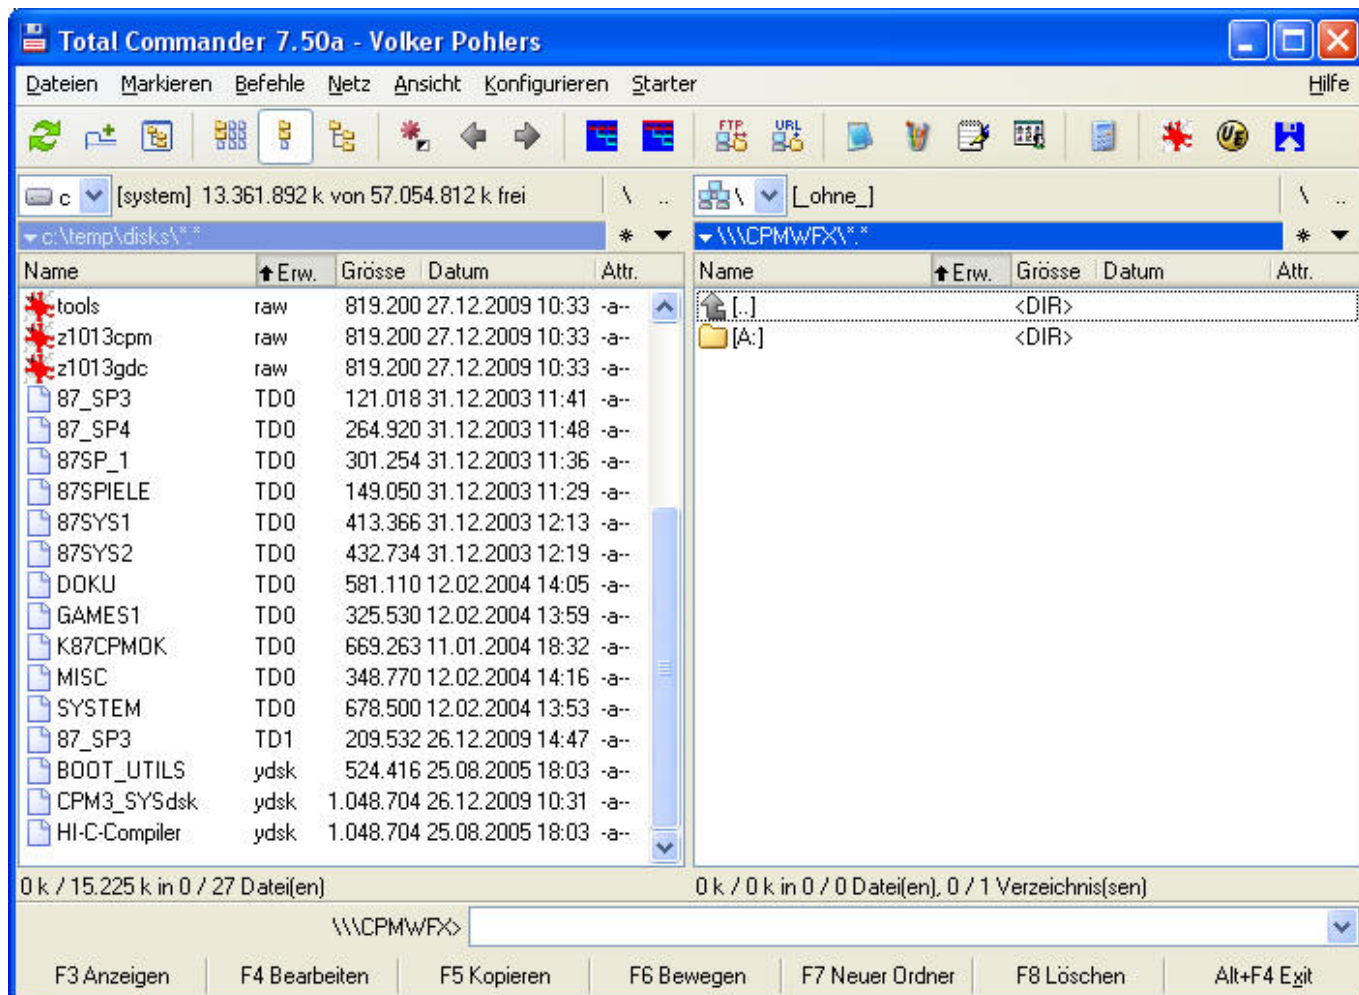 Total Commander 7.50a - Volker Pohlers
Dateien Markieren Befehle Netz Ansicht Konfigurieren Starter Hilfe
FTP URL UE
c [system] 13.361.892 k von 57.054.812 k frei \ .. \ [_ohne_] \ ..
c:\temp\disks\*.* * \\\CPMWFX\*.* *
Name Erw. Grösse Datum Attr. Name Erw. Grösse Datum Attr.
tools raw 819.200 27.12.2009 10:33 -a-- [..] <DIR>
z1013cpm raw 819.200 27.12.2009 10:33 -a-- [A:] <DIR>
z1013gdc raw 819.200 27.12.2009 10:33 -a--
87_SP3 TD0 121.018 31.12.2003 11:41 -a--
87_SP4 TD0 264.920 31.12.2003 11:48 -a--
87SP_1 TD0 301.254 31.12.2003 11:36 -a--
87SPIELE TD0 149.050 31.12.2003 11:29 -a--
87SYS1 TD0 413.366 31.12.2003 12:13 -a--
87SYS2 TD0 432.734 31.12.2003 12:19 -a--
DOKU TD0 581.110 12.02.2004 14:05 -a--
GAMES1 TD0 325.530 12.02.2004 13:59 -a--
K87CPMOK TD0 669.263 11.01.2004 18:32 -a--
MISC TD0 348.770 12.02.2004 14:16 -a--
SYSTEM TD0 678.500 12.02.2004 13:53 -a--
87_SP3 TD1 209.532 26.12.2009 14:47 -a--
BOOT_UTILS ydsk 524.416 25.08.2005 18:03 -a--
CPM3_SYSdsk ydsk 1.048.704 26.12.2009 10:31 -a--
HI-C-Compiler ydsk 1.048.704 25.08.2005 18:03 -a--
0 k / 15.225 k in 0 / 27 Datei(en) 0 k / 0 k in 0 / 0 Datei(en), 0 / 1 Verzeichnis(sen)
\\\CPMWFX>
F3 Anzeigen F4 Bearbeiten F5 Kopieren F6 Bewegen F7 Neuer Ordner F8 Löschen Alt+F4 Exit